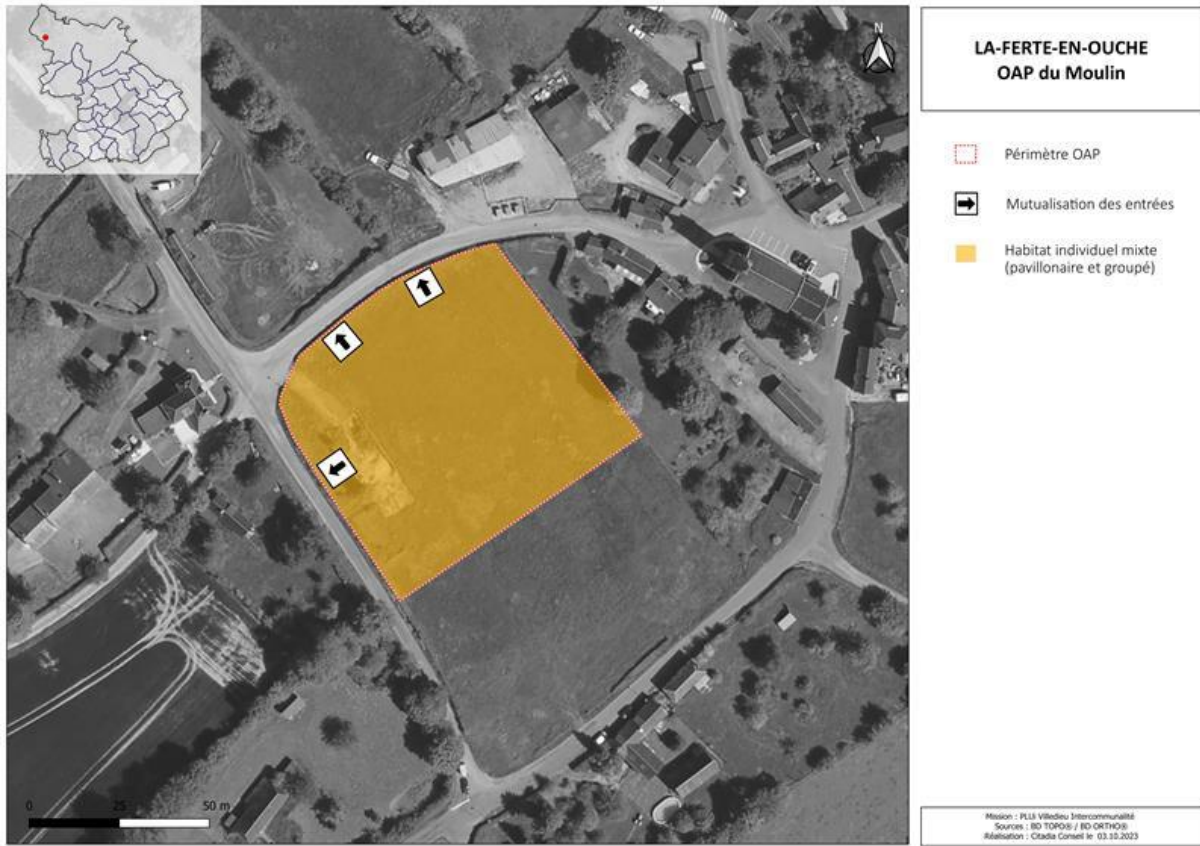 LA-FERTE-EN-OUCHE
OAP du Moulin
Périmètre OAP
Mutualisation des entrées
Habitat individuel mixte
(pavillonaire et groupé)
N
0 25 50 m
Mission : PLUi Villedieu Intercommunalité
Sources : BD TOPO® / BD ORTHO®
Réalisation : Citadia Conseil le 03.10.2023